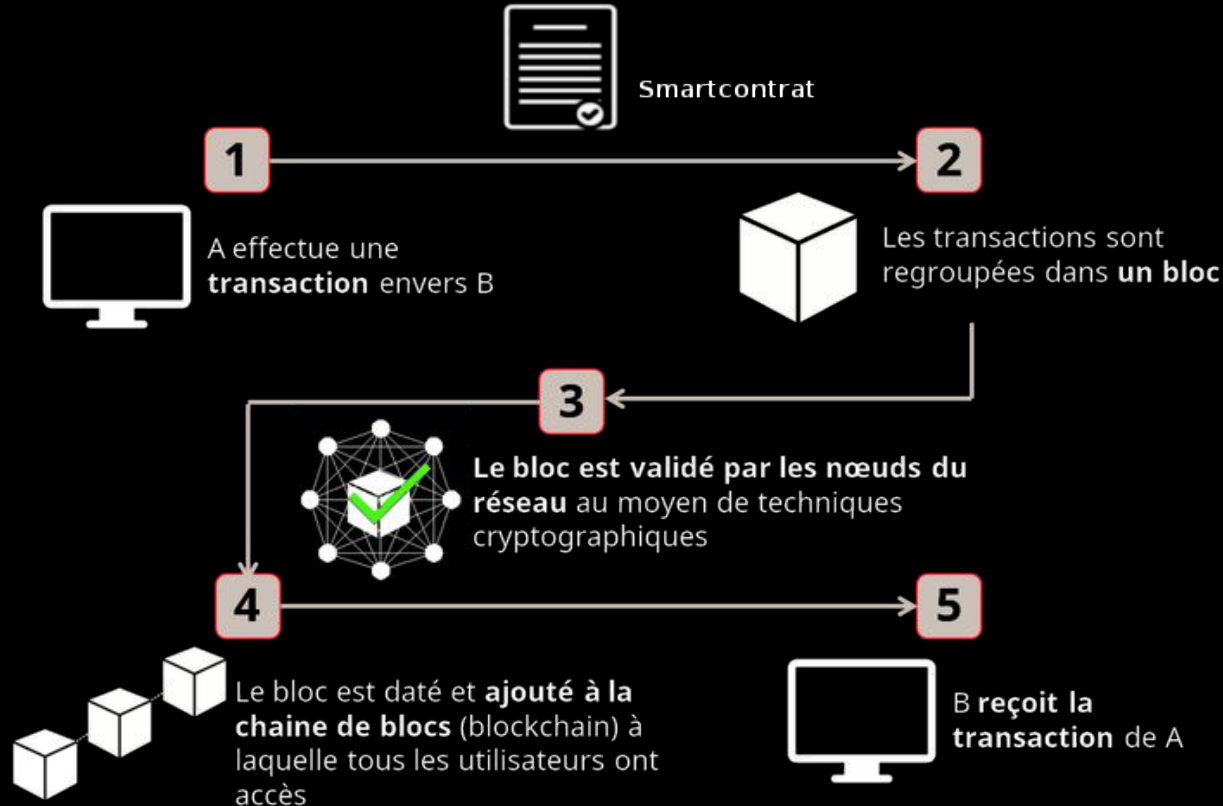 Smartcontrat
1
2
A effectue une
transaction envers B
Les transactions sont
regroupées dans un bloc
3
Le bloc est validé par les nœuds du
réseau au moyen de techniques
cryptographiques
4
5
Le bloc est daté et ajouté à la
chaine de blocs (blockchain) à
laquelle tous les utilisateurs ont
accès
B reçoit la
transaction de A